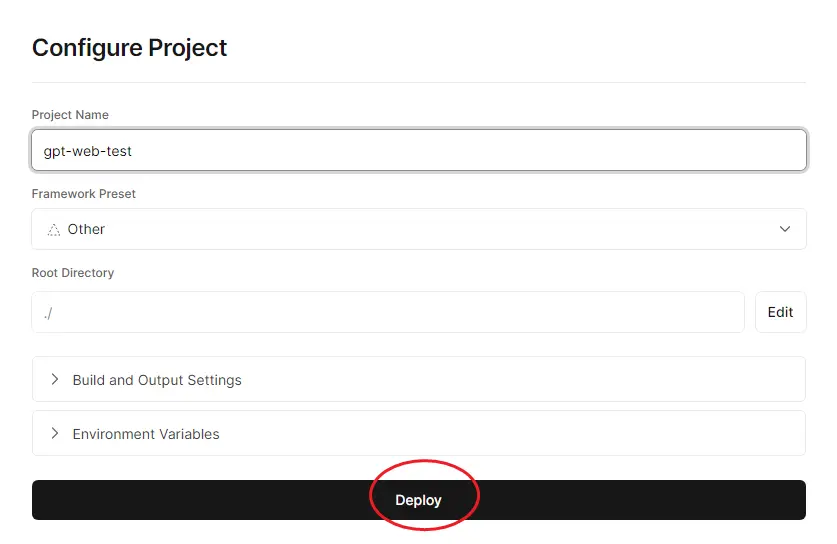 Configure Project
Project Name
gpt-web-test
Framework Preset
Other
Root Directory
./
Edit
Build and Output Settings
Environment Variables
Deploy